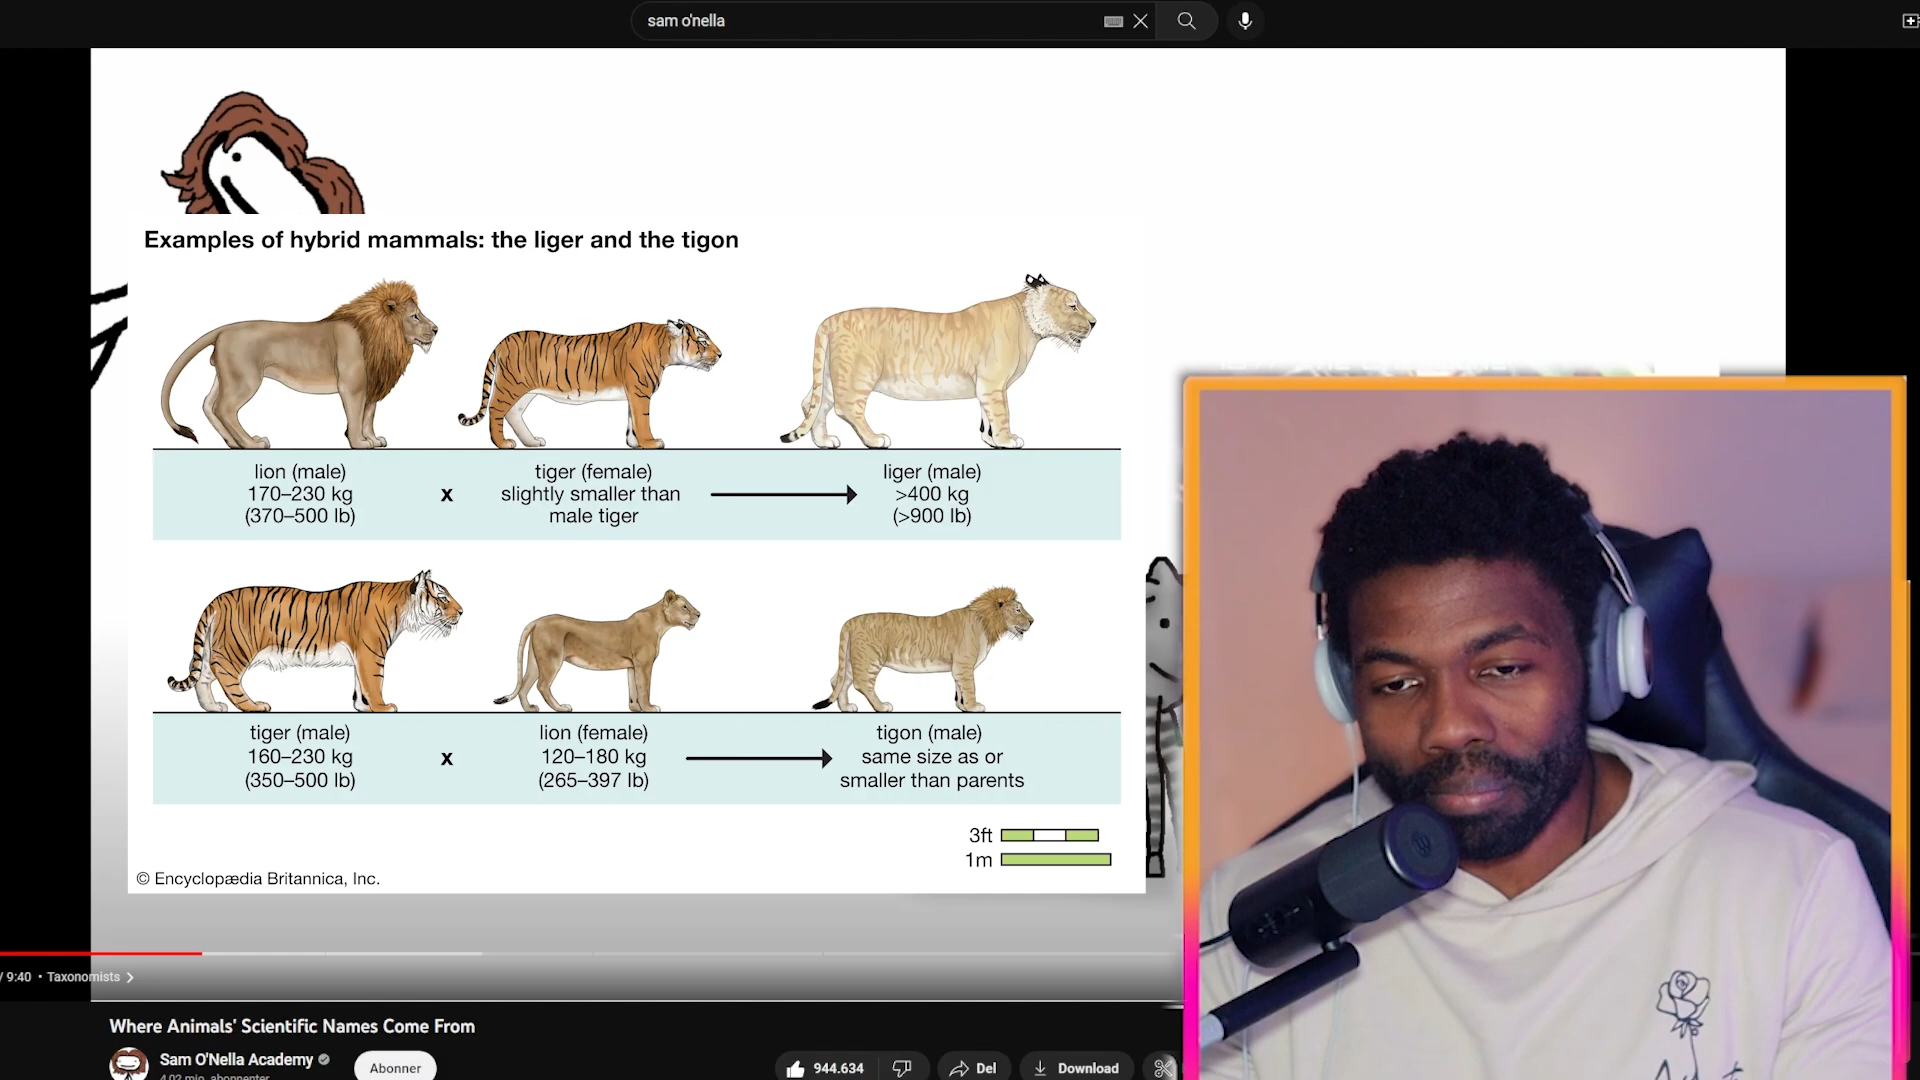 sam o'nella
Examples of hybrid mammals: the liger and the tigon
lion (male)
170–230 kg
(370–500 lb)
x
tiger (female)
slightly smaller than
male tiger
liger (male)
>400 kg
(>900 lb)
tiger (male)
160–230 kg
(350–500 lb)
x
lion (female)
120–180 kg
(265–397 lb)
tigon (male)
same size as or
smaller than parents
3ft
1m
© Encyclopædia Britannica, Inc.
/ 9:40 • Taxonomists
Where Animals' Scientific Names Come From
Sam O'Nella Academy
4,02 mio. abonnenter
Abonner
944.634
Del
Download